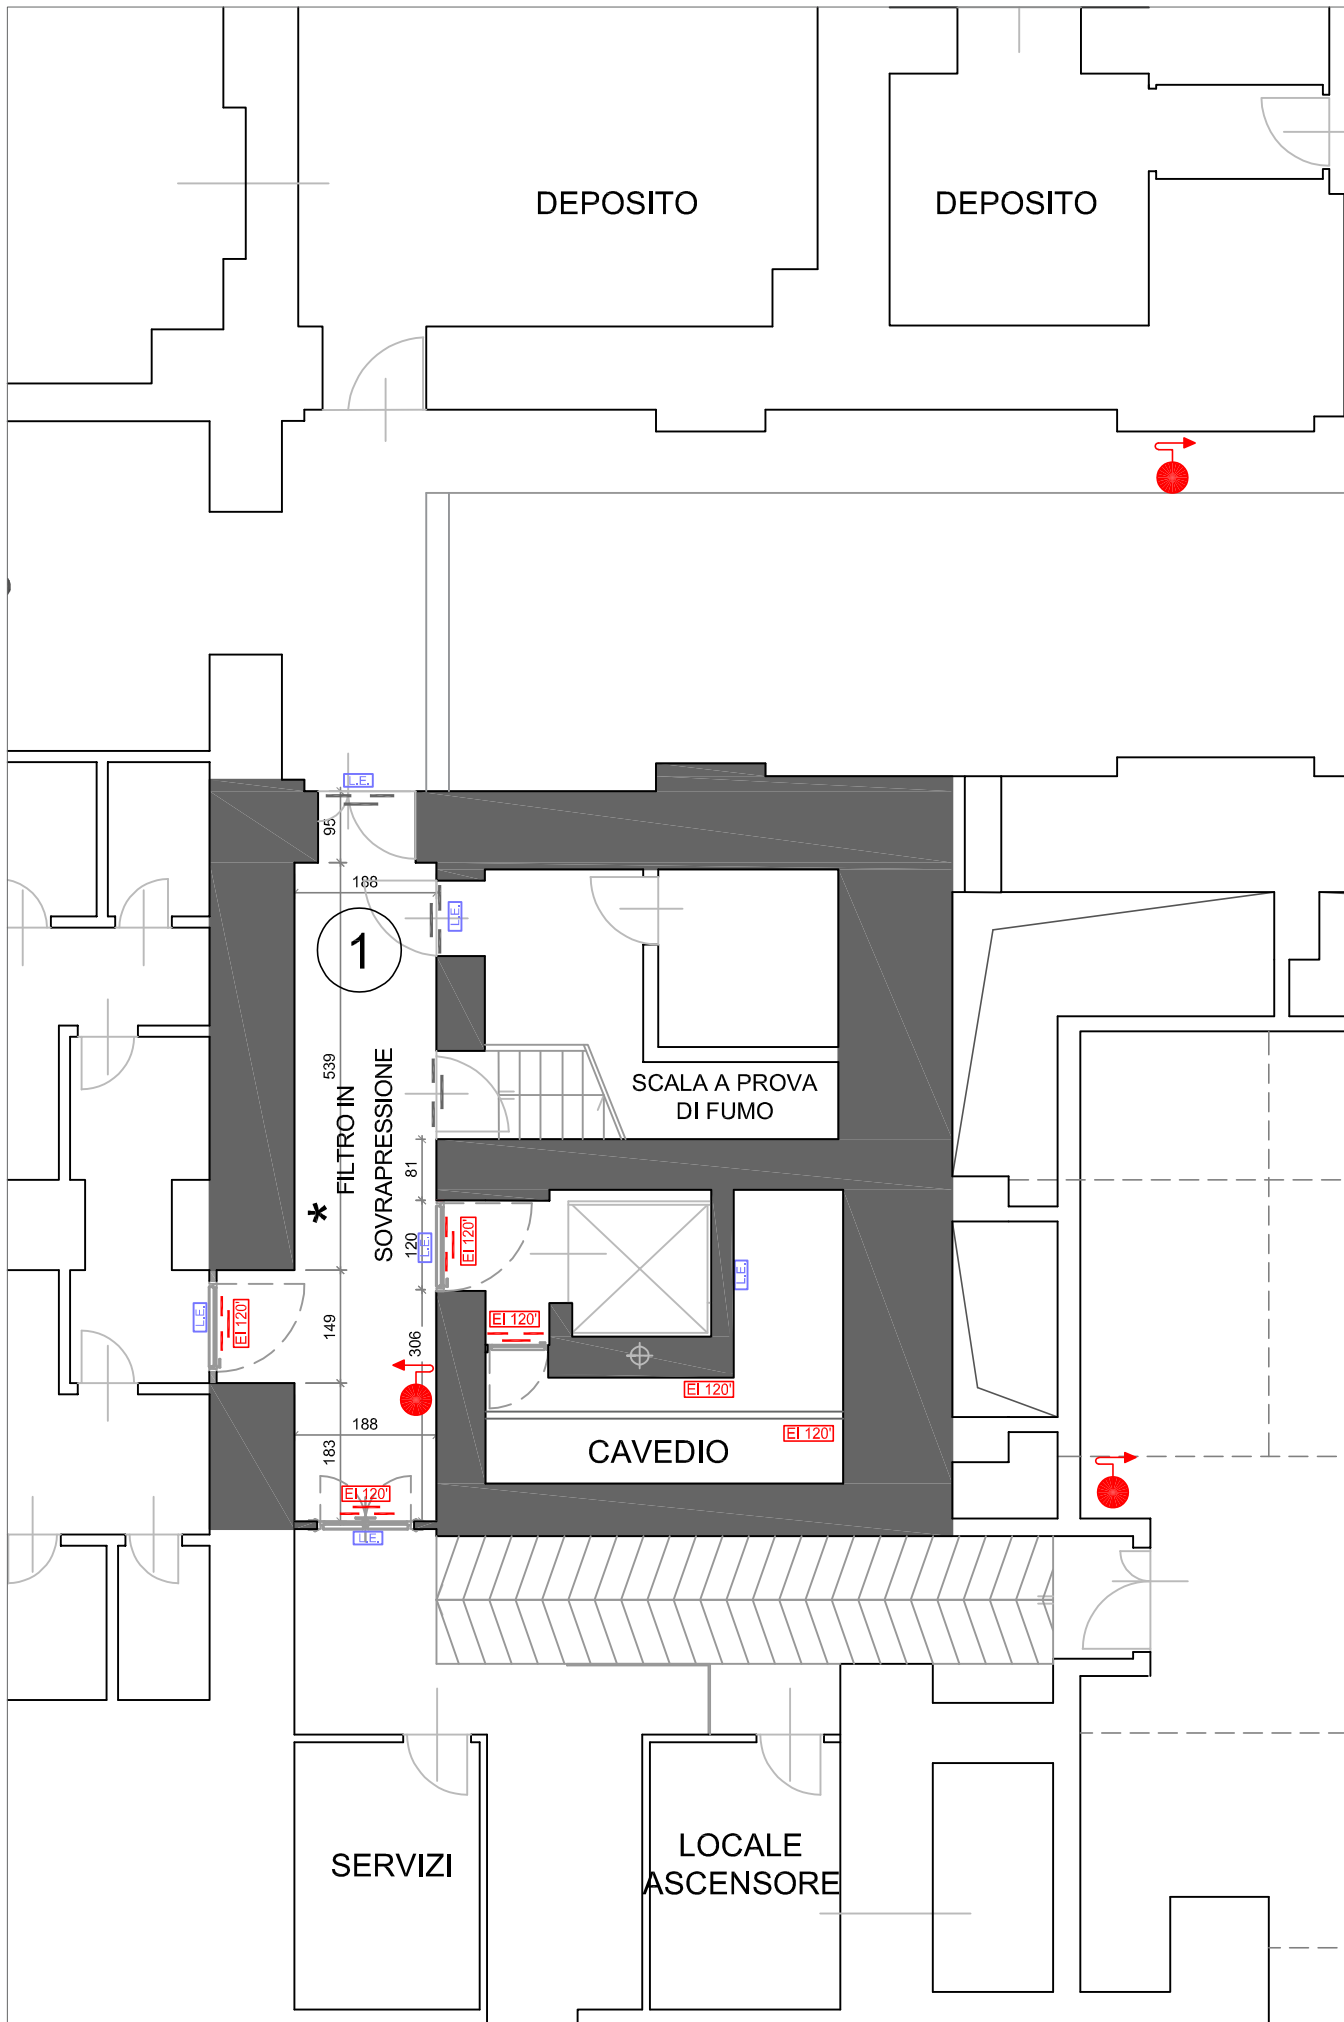 DEPOSITO
DEPOSITO
L.E.
95
188
L.E.
1
539
FILTRO IN
SOVRAPRESSIONE
*
SCALA A PROVA
DI FUMO
81
120
L.E.
EI 120'
L.E.
L.E.
EI 120'
149
EI 120'
306
EI 120'
188
183
CAVEDIO
EI 120'
EI 120'
L.E.
SERVIZI
LOCALE
ASCENSORE